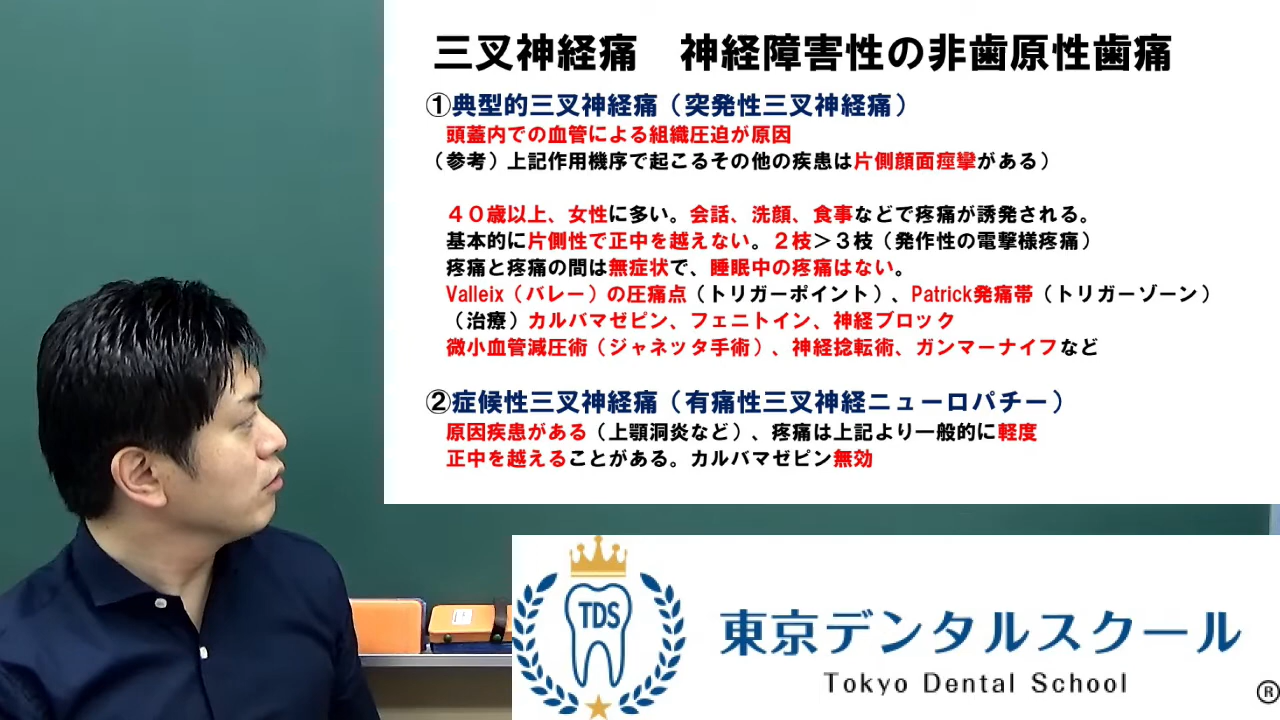 三叉神経痛　神経障害性の非歯原性歯痛
①典型的三叉神経痛（突発性三叉神経痛）
頭蓋内での血管による組織圧迫が原因
（参考）上記作用機序で起こるその他の疾患は片側顔面痙攣がある）
４０歳以上、女性に多い。会話、洗顔、食事などで疼痛が誘発される。
基本的に片側性で正中を越えない。２枝＞３枝（発作性の電撃様疼痛）
疼痛と疼痛の間は無症状で、睡眠中の疼痛はない。
Valleix（バレー）の圧痛点（トリガーポイント）、Patrick発痛帯（トリガーゾーン）
（治療）カルバマゼピン、フェニトイン、神経ブロック
微小血管減圧術（ジャネッタ手術）、神経捻転術、ガンマーナイフなど
②症候性三叉神経痛（有痛性三叉神経ニューロパチー）
原因疾患がある（上顎洞炎など）、疼痛は上記より一般的に軽度
正中を越えることがある。カルバマゼピン無効
TDS
東京デンタルスクール
Tokyo Dental School
®